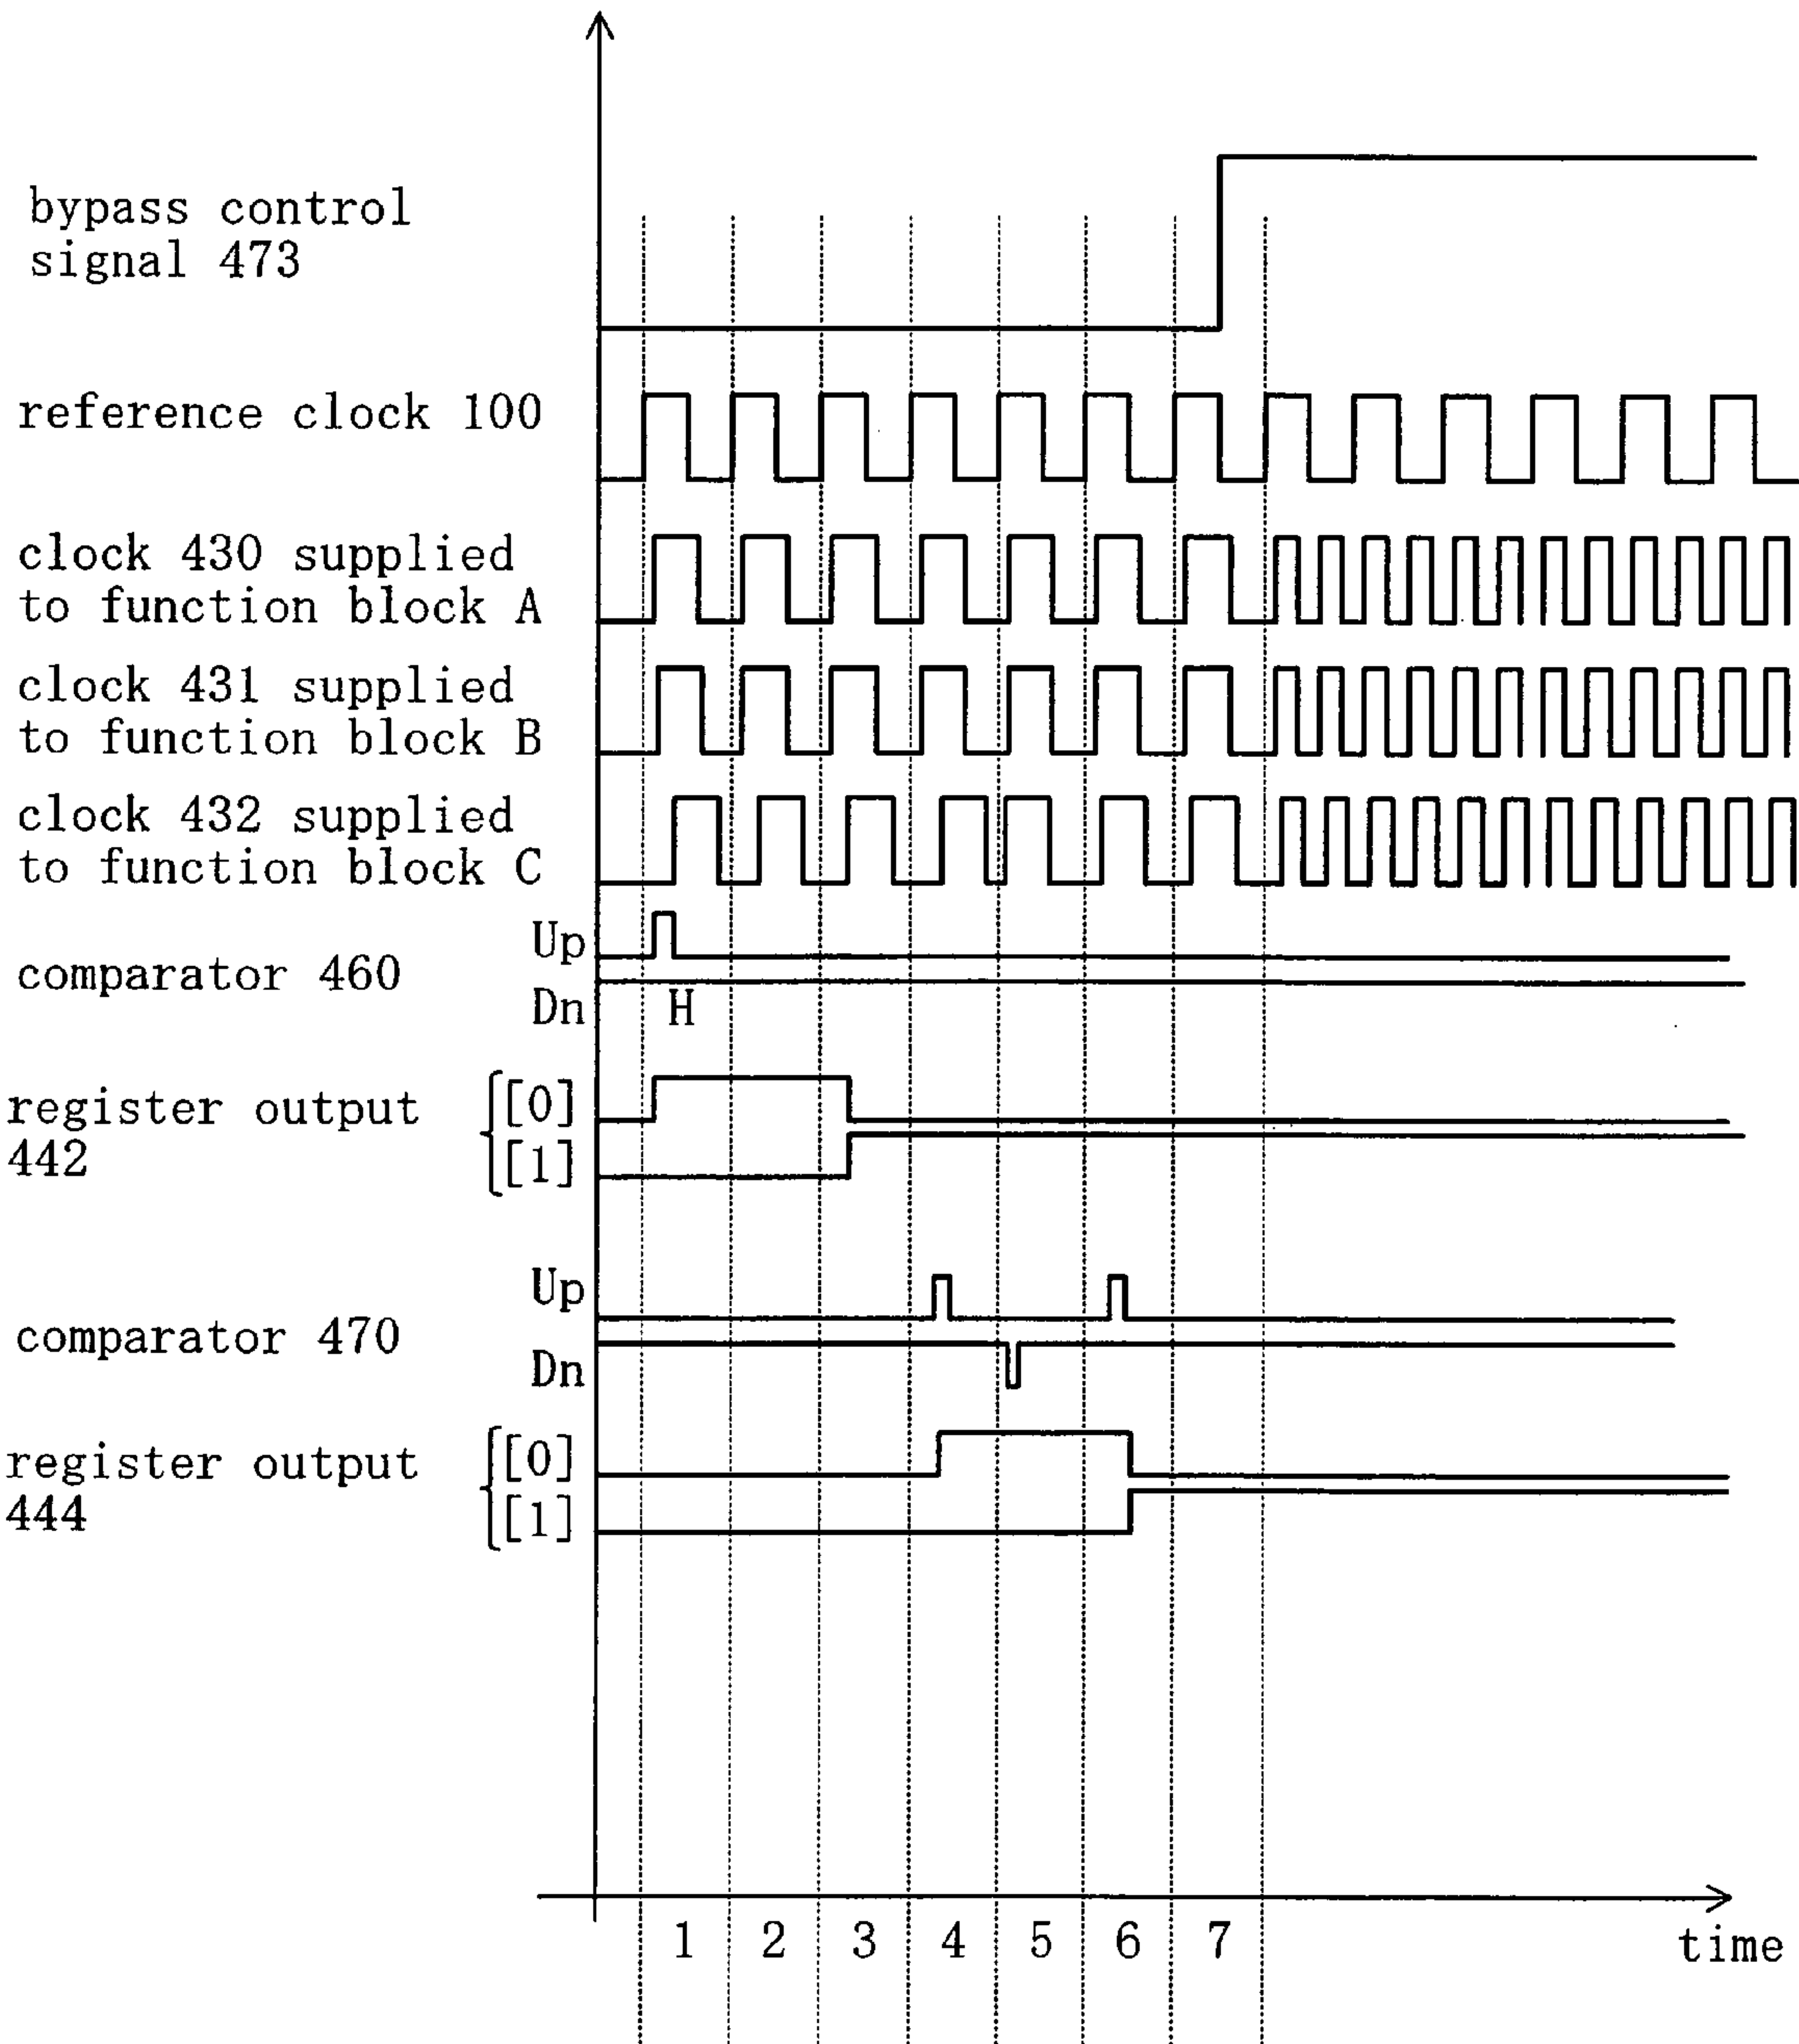 bypass control
signal 473
reference clock 100
clock 430 supplied
to function block A
clock 431 supplied
to function block B
clock 432 supplied
to function block C
Up
comparator 460
Dn H
register output [0]
442 [1]
Up
comparator 470
Dn
register output [0]
444 [1]
1 2 3 4 5 6 7 time